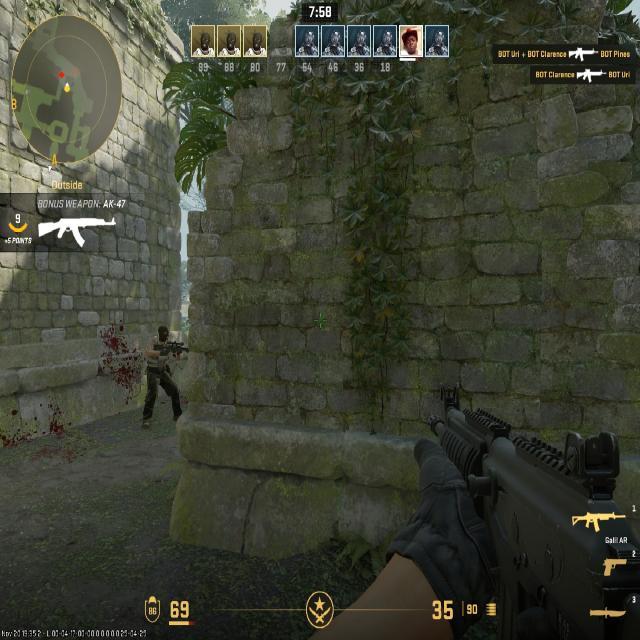 7:58
89 88 80 77 64 46 36 18
BOT Uri + BOT Clarence BOT Pines
BOT Clarence BOT Uri
B
Outside
BONUS WEAPON: AK-47
9
+5 POINTS
1
Galil AR
2
3
86 69
35 90